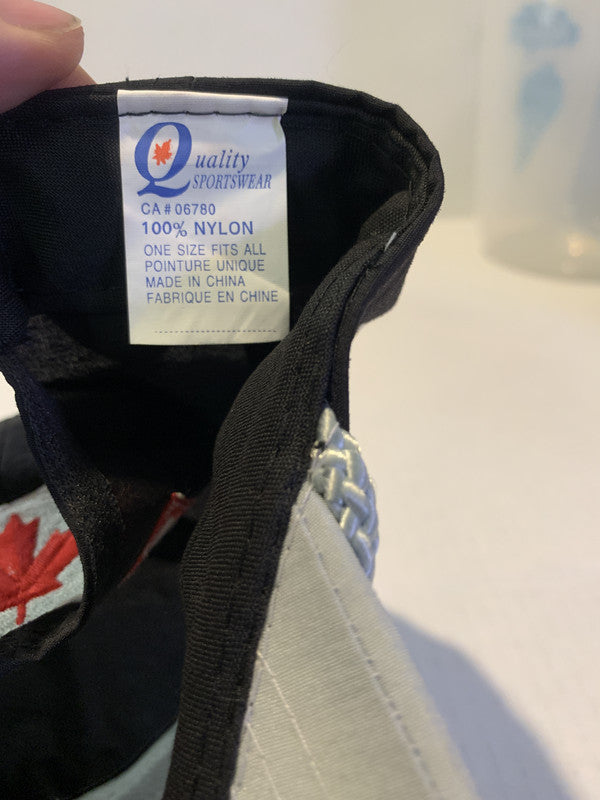 Quality
SPORTSWEAR
CA # 06780
100% NYLON
ONE SIZE FITS ALL
POINTURE UNIQUE
MADE IN CHINA
FABRIQUE EN CHINE